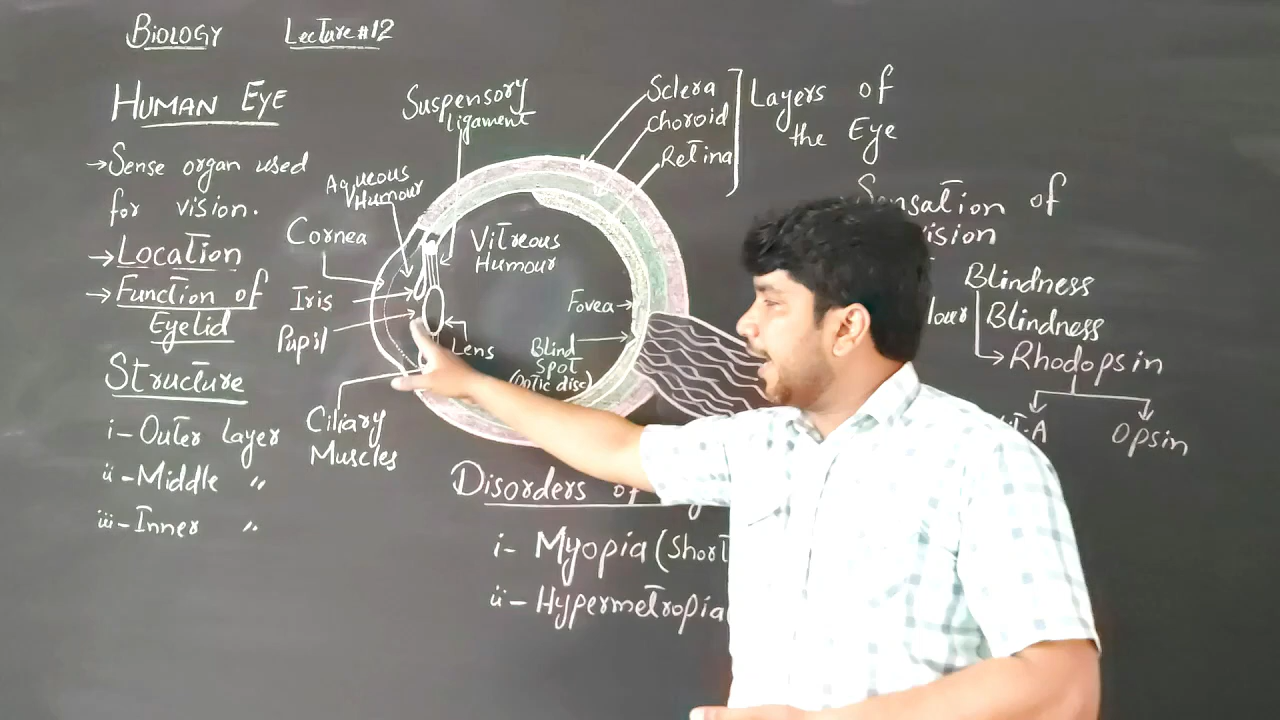 Biology Lecture #12
HUMAN EYE
→ Sense organ used
for vision.
→ Location
→ Function of
Eyelid
Structure
i- Outer Layer
ii- Middle "
iii- Inner "
Suspensory
Ligament
Aqueous
Humour
Cornea
Iris
Pupil
Ciliary
Muscles
Vitreous
Humour
Lens
Fovea
Blind
Spot
(Optic disc)
Sclera
Choroid
Retina
Layers of
the Eye
Sensation of
ision
Blindness
lour Blindness
Rhodopsin
T-A
Opsin
Disorders of
i- Myopia (Short
ii- Hypermetropia